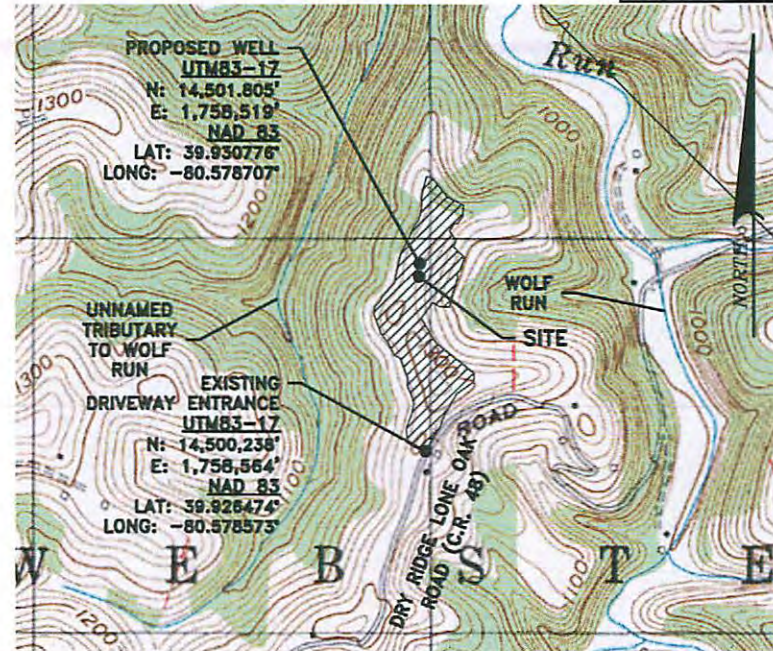 PROPOSED WELL
UTM83-17
N: 14,501,805'
E: 1,758,519'
NAD 83
LAT: 39.930776°
LONG: -80.578707°
Run
1300
1000
1200
NORTH
UNNAMED
TRIBUTARY
TO WOLF
RUN
WOLF
RUN
SITE
1000
1300
1300
EXISTING
DRIVEWAY ENTRANCE
UTM83-17
N: 14,500,238'
E: 1,758,564'
NAD 83
LAT: 39.926474°
LONG: -80.578573°
1100
DRY RIDGE LONE OAK ROAD
ROAD (C.R. 48)
W E B S T E
1100
1200